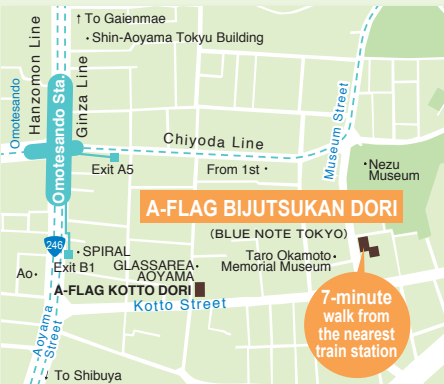 ↑ To Gaienmae
・Shin-Aoyama Tokyu Building
Omotesando
Hanzomon Line
Omotesando Sta.
Ginza Line
Chiyoda Line
Museum Street
Exit A5
From 1st・
・Nezu
Museum
A-FLAG BIJUTSUKAN DORI
(BLUE NOTE TOKYO)
246
・SPIRAL
Exit B1
Ao・
GLASSAREA・
AOYAMA
Taro Okamoto・
Memorial Museum
A-FLAG KOTTO DORI
Kotto Street
7-minute
walk from
the nearest
train station
Aoyama
Street
↓ To Shibuya